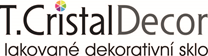 T.CristalDecor
lakované dekorativní sklo